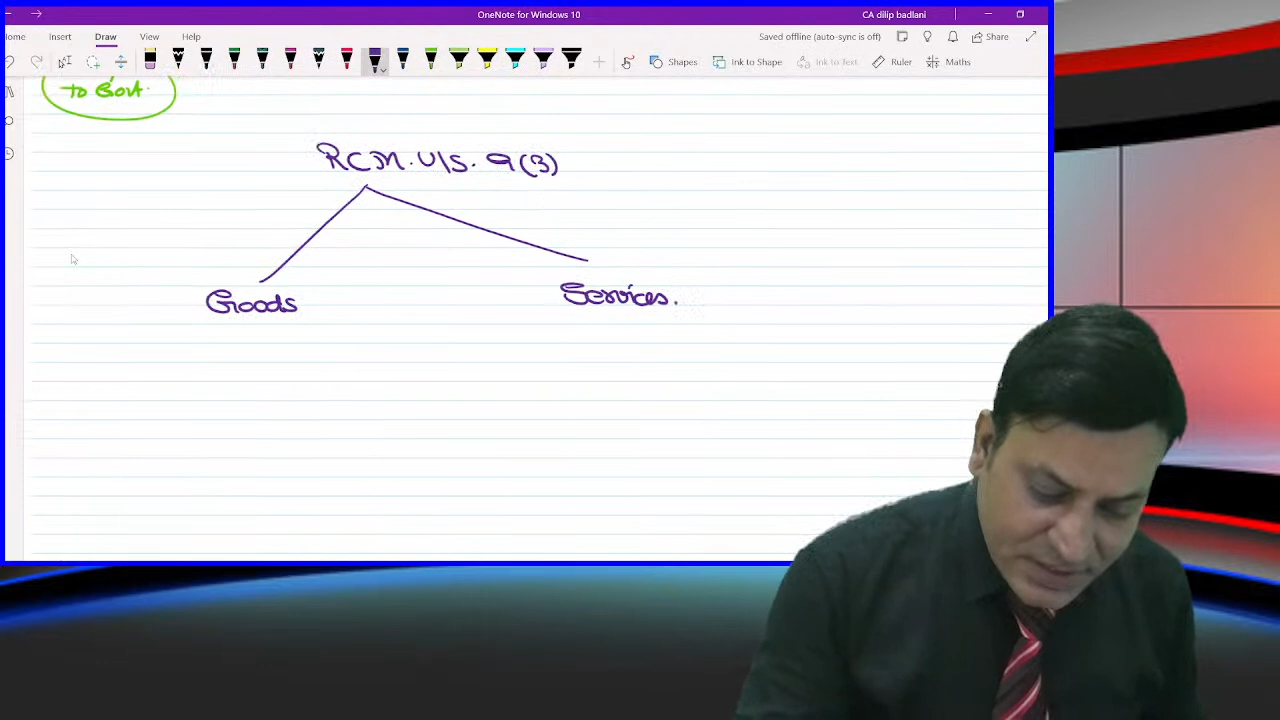 OneNote for Windows 10
CA dilip badlani
Home Insert Draw View Help
Saved offline (auto-sync is off)
Share
Shapes
Ink to Shape
Ink to Text
Ruler
Maths
to Govt.
RCM. U/S. 9(3)
Goods
Services.